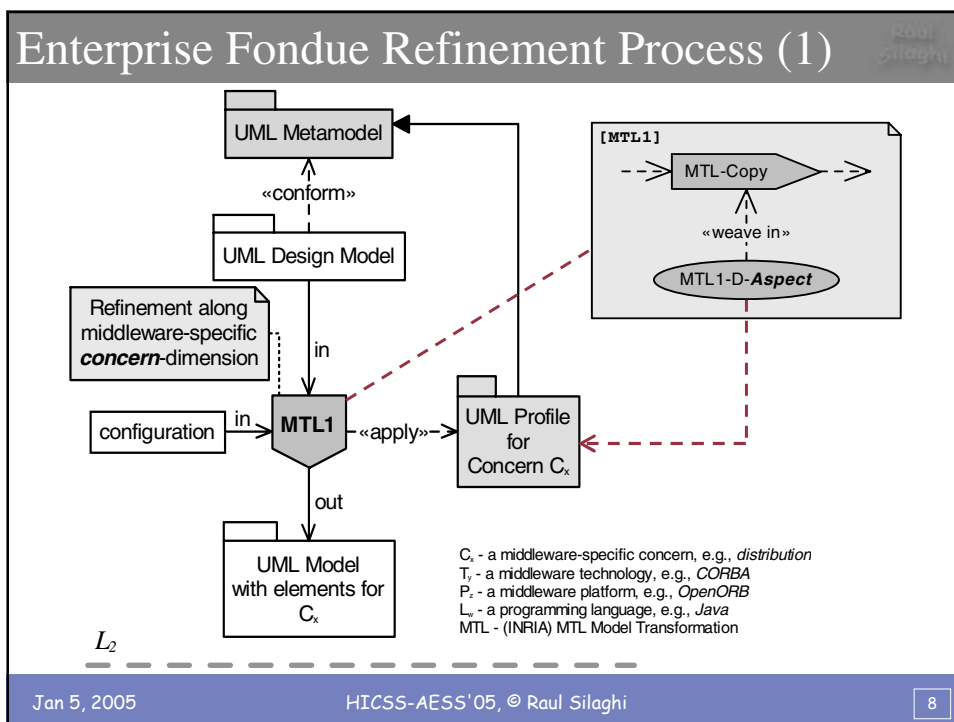 Enterprise Fondue Refinement Process (1)
Raul
Silaghi
UML Metamodel
«conform»
UML Design Model
Refinement along
middleware-specific
concern-dimension
in
configuration
in
MTL1
«apply»
UML Profile
for
Concern Cₓ
out
UML Model
with elements for
Cₓ
[MTL1]
MTL-Copy
«weave in»
MTL1-D-Aspect
Cₓ - a middleware-specific concern, e.g., distribution
Tᵧ - a middleware technology, e.g., CORBA
P_z - a middleware platform, e.g., OpenORB
L_w - a programming language, e.g., Java
MTL - (INRIA) MTL Model Transformation
L₂
Jan 5, 2005
HICSS-AESS'05, © Raul Silaghi
8